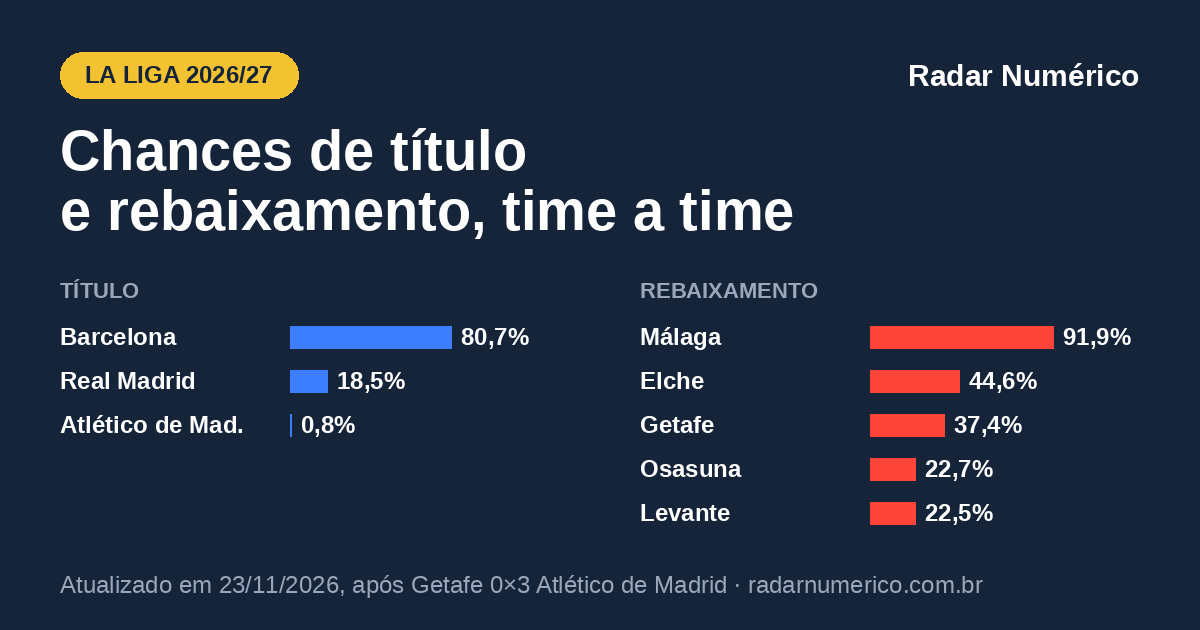 LA LIGA 2026/27
Radar Numérico
Chances de título
e rebaixamento, time a time
TÍTULO
Barcelona 80,7%
Real Madrid 18,5%
Atlético de Mad. 0,8%
REBAIXAMENTO
Málaga 91,9%
Elche 44,6%
Getafe 37,4%
Osasuna 22,7%
Levante 22,5%
Atualizado em 23/11/2026, após Getafe 0×3 Atlético de Madrid · radarnumerico.com.br